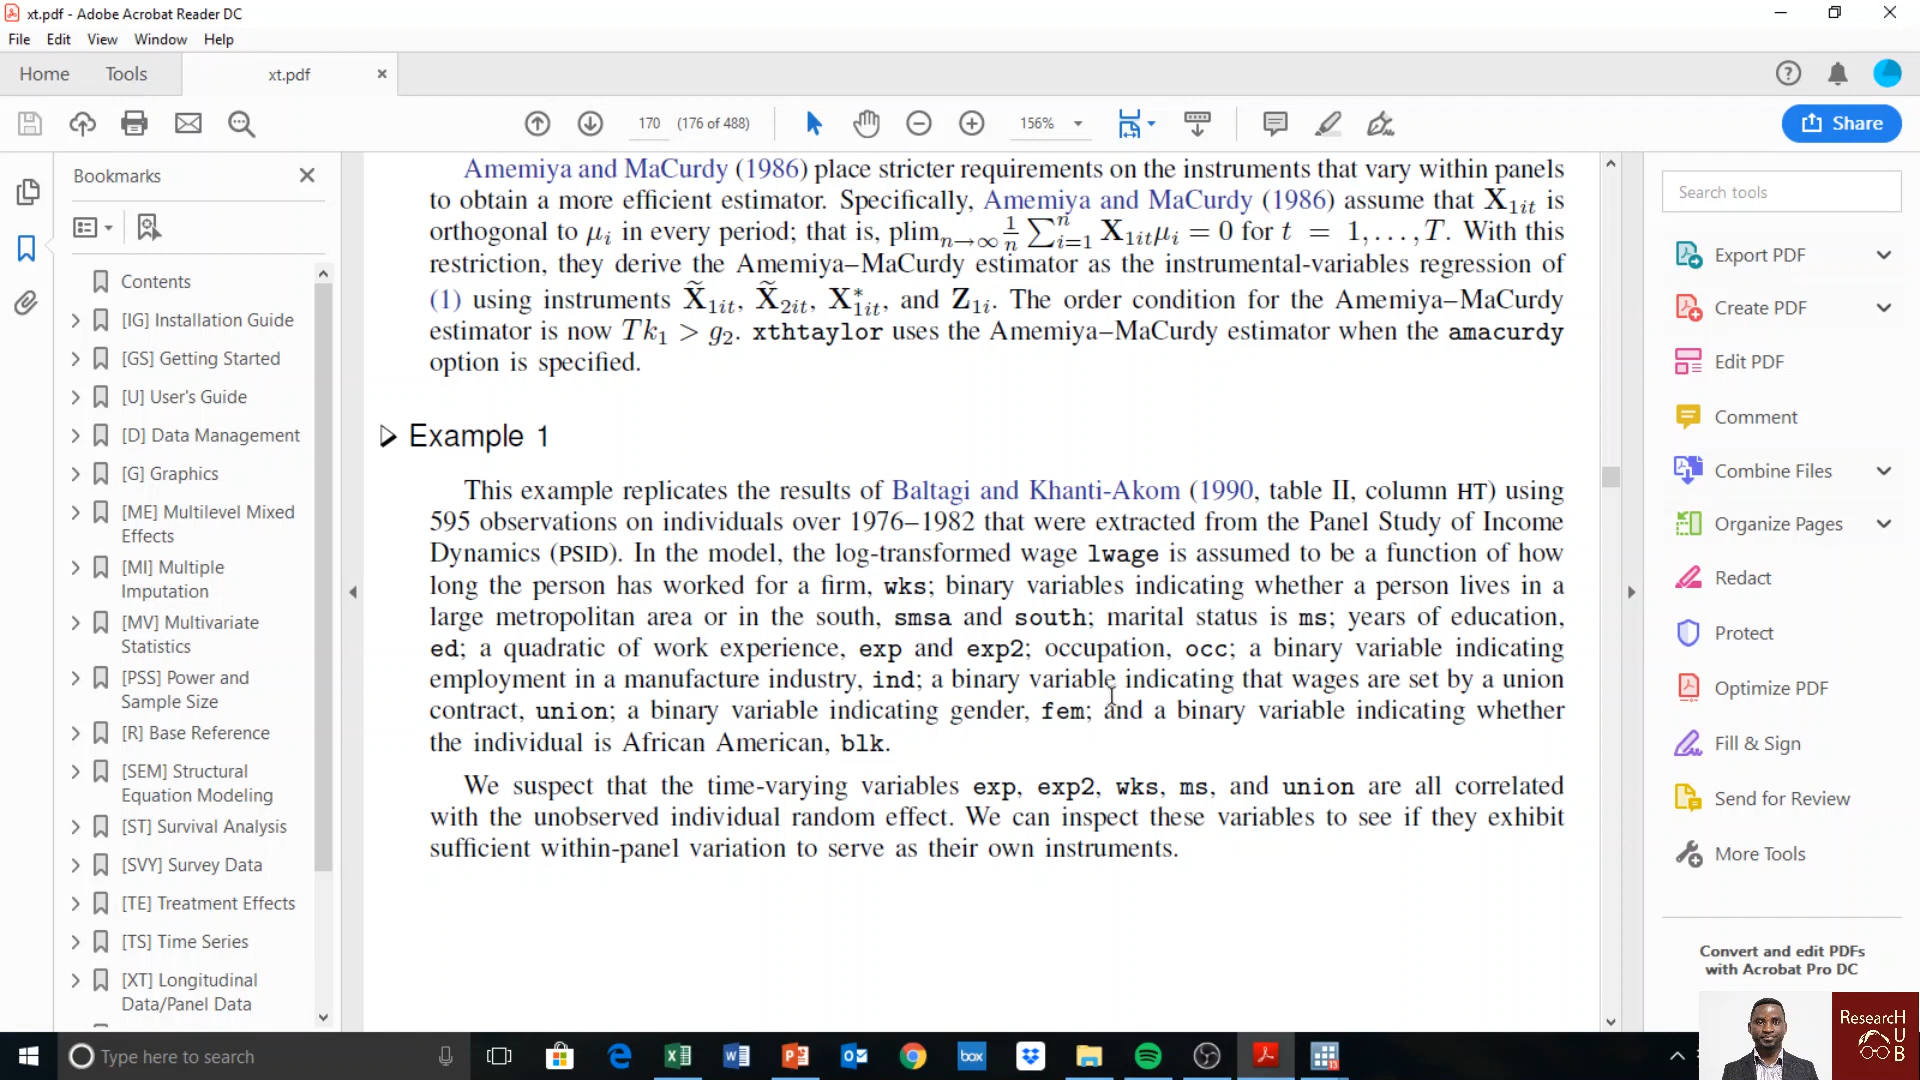 xt.pdf - Adobe Acrobat Reader DC
File Edit View Window Help
Home Tools xt.pdf
170 (176 of 488) 156% Share
Bookmarks
Contents
[IG] Installation Guide
[GS] Getting Started
[U] User's Guide
[D] Data Management
[G] Graphics
[ME] Multilevel Mixed
Effects
[MI] Multiple
Imputation
[MV] Multivariate
Statistics
[PSS] Power and
Sample Size
[R] Base Reference
[SEM] Structural
Equation Modeling
[ST] Survival Analysis
[SVY] Survey Data
[TE] Treatment Effects
[TS] Time Series
[XT] Longitudinal
Data/Panel Data
Amemiya and MaCurdy (1986) place stricter requirements on the instruments that vary within panels
to obtain a more efficient estimator. Specifically, Amemiya and MaCurdy (1986) assume that X₁ᵢₜ is
orthogonal to μᵢ in every period; that is, plim_{n→∞} 1/n ∑ⁿᵢ₌₁ X₁ᵢₜμᵢ = 0 for t = 1,...,T. With this
restriction, they derive the Amemiya–MaCurdy estimator as the instrumental-variables regression of
(1) using instruments X̃₁ᵢₜ, X̃₂ᵢₜ, X*₁ᵢₜ, and Z₁ᵢ. The order condition for the Amemiya–MaCurdy
estimator is now Tk₁ > g₂. xthtaylor uses the Amemiya–MaCurdy estimator when the amacurdy
option is specified.
Example 1
This example replicates the results of Baltagi and Khanti-Akom (1990, table II, column HT) using
595 observations on individuals over 1976–1982 that were extracted from the Panel Study of Income
Dynamics (PSID). In the model, the log-transformed wage lwage is assumed to be a function of how
long the person has worked for a firm, wks; binary variables indicating whether a person lives in a
large metropolitan area or in the south, smsa and south; marital status is ms; years of education,
ed; a quadratic of work experience, exp and exp2; occupation, occ; a binary variable indicating
employment in a manufacture industry, ind; a binary variable indicating that wages are set by a union
contract, union; a binary variable indicating gender, fem; and a binary variable indicating whether
the individual is African American, blk.
We suspect that the time-varying variables exp, exp2, wks, ms, and union are all correlated
with the unobserved individual random effect. We can inspect these variables to see if they exhibit
sufficient within-panel variation to serve as their own instruments.
Search tools
Export PDF
Create PDF
Edit PDF
Comment
Combine Files
Organize Pages
Redact
Protect
Optimize PDF
Fill & Sign
Send for Review
More Tools
Convert and edit PDFs
with Acrobat Pro DC
ResearcH
U
B
Type here to search
box